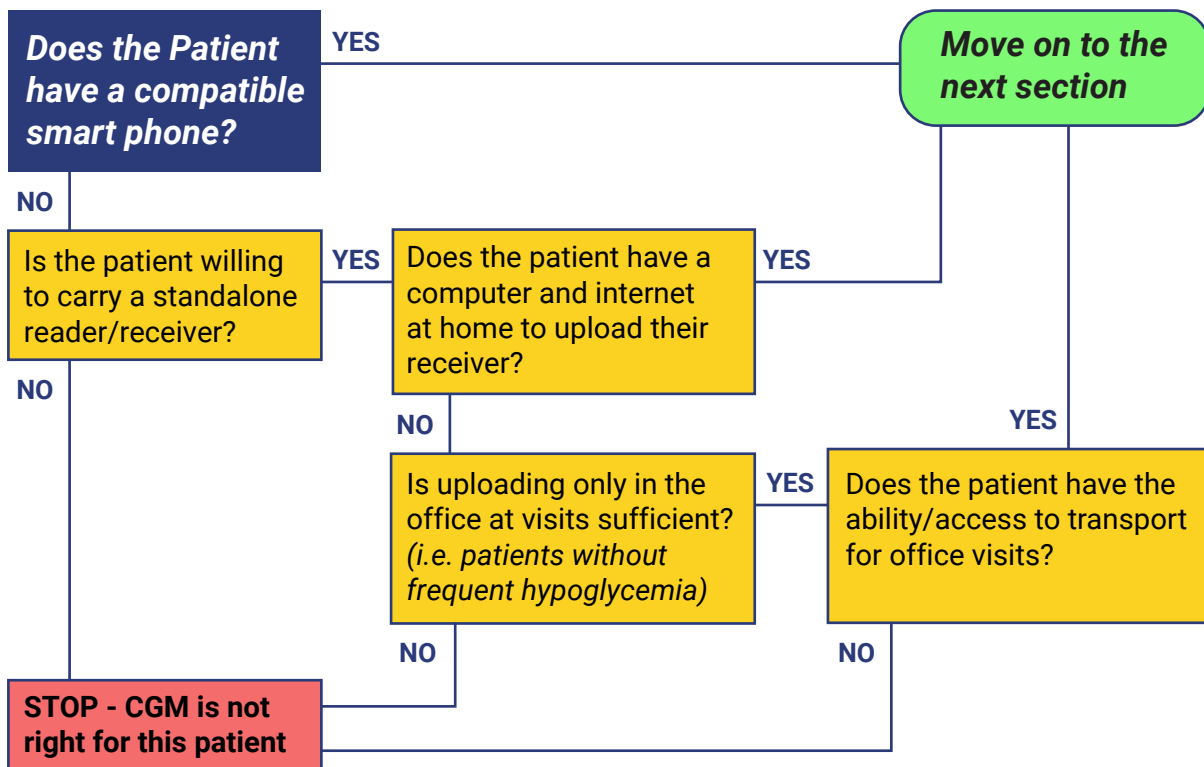 Does the Patient
have a compatible
smart phone?
YES
Move on to the
next section
NO
Is the patient willing
to carry a standalone
reader/receiver?
YES
Does the patient have a
computer and internet
at home to upload their
receiver?
YES
NO
NO
YES
Is uploading only in the
office at visits sufficient?
(i.e. patients without
frequent hypoglycemia)
YES
Does the patient have the
ability/access to transport
for office visits?
NO
NO
STOP - CGM is not
right for this patient